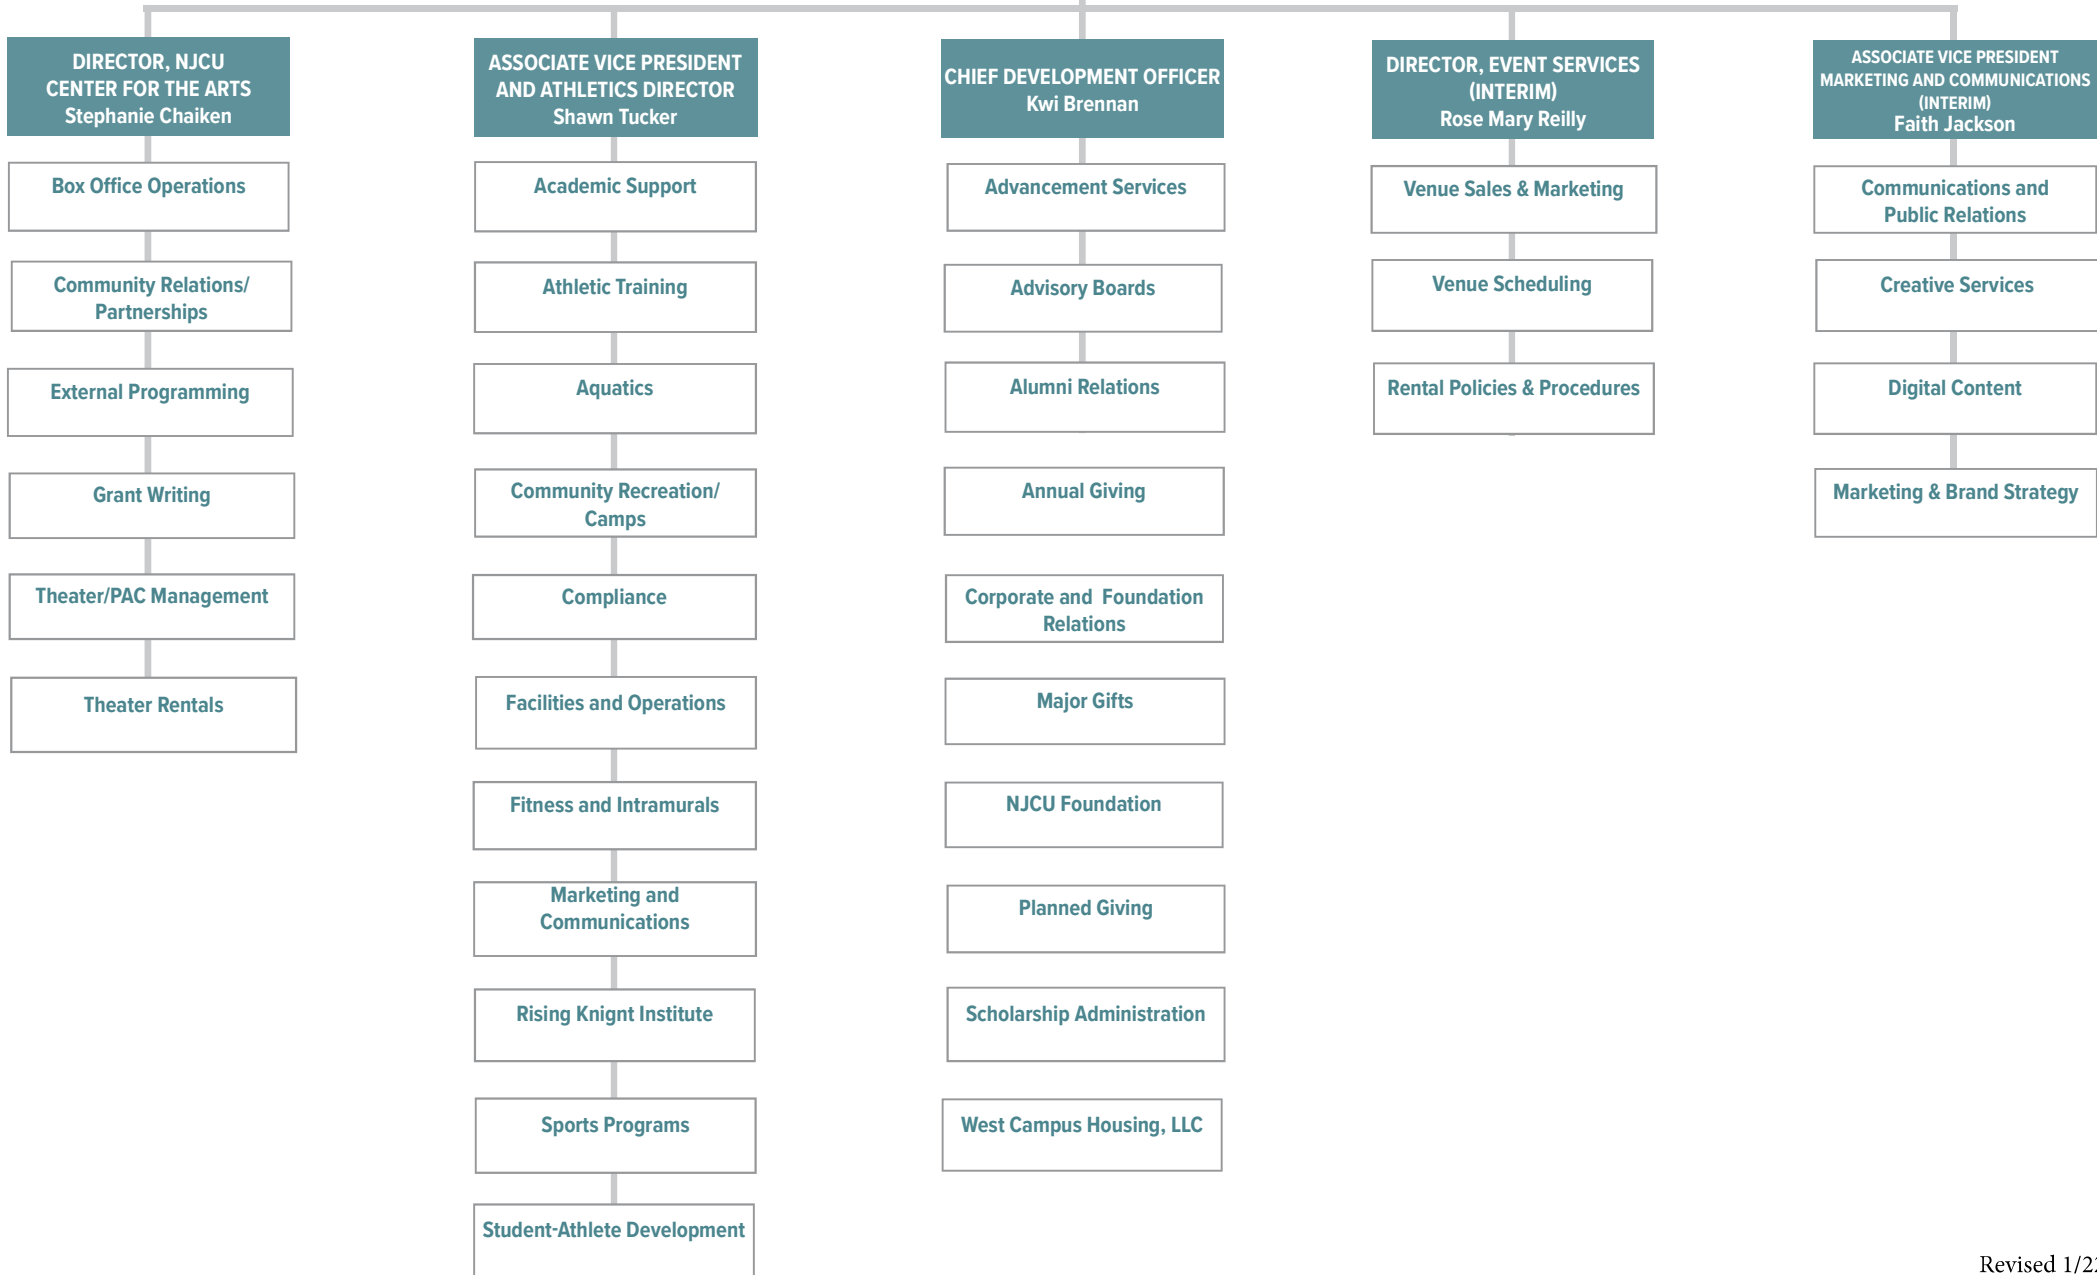 DIRECTOR, NJCU
CENTER FOR THE ARTS
Stephanie Chaiken
Box Office Operations
Community Relations/
Partnerships
External Programming
Grant Writing
Theater/PAC Management
Theater Rentals
ASSOCIATE VICE PRESIDENT
AND ATHLETICS DIRECTOR
Shawn Tucker
Academic Support
Athletic Training
Aquatics
Community Recreation/
Camps
Compliance
Facilities and Operations
Fitness and Intramurals
Marketing and
Communications
Rising Knignt Institute
Sports Programs
Student-Athlete Development
CHIEF DEVELOPMENT OFFICER
Kwi Brennan
Advancement Services
Advisory Boards
Alumni Relations
Annual Giving
Corporate and Foundation
Relations
Major Gifts
NJCU Foundation
Planned Giving
Scholarship Administration
West Campus Housing, LLC
DIRECTOR, EVENT SERVICES
(INTERIM)
Rose Mary Reilly
Venue Sales & Marketing
Venue Scheduling
Rental Policies & Procedures
ASSOCIATE VICE PRESIDENT
MARKETING AND COMMUNICATIONS
(INTERIM)
Faith Jackson
Communications and
Public Relations
Creative Services
Digital Content
Marketing & Brand Strategy
Revised